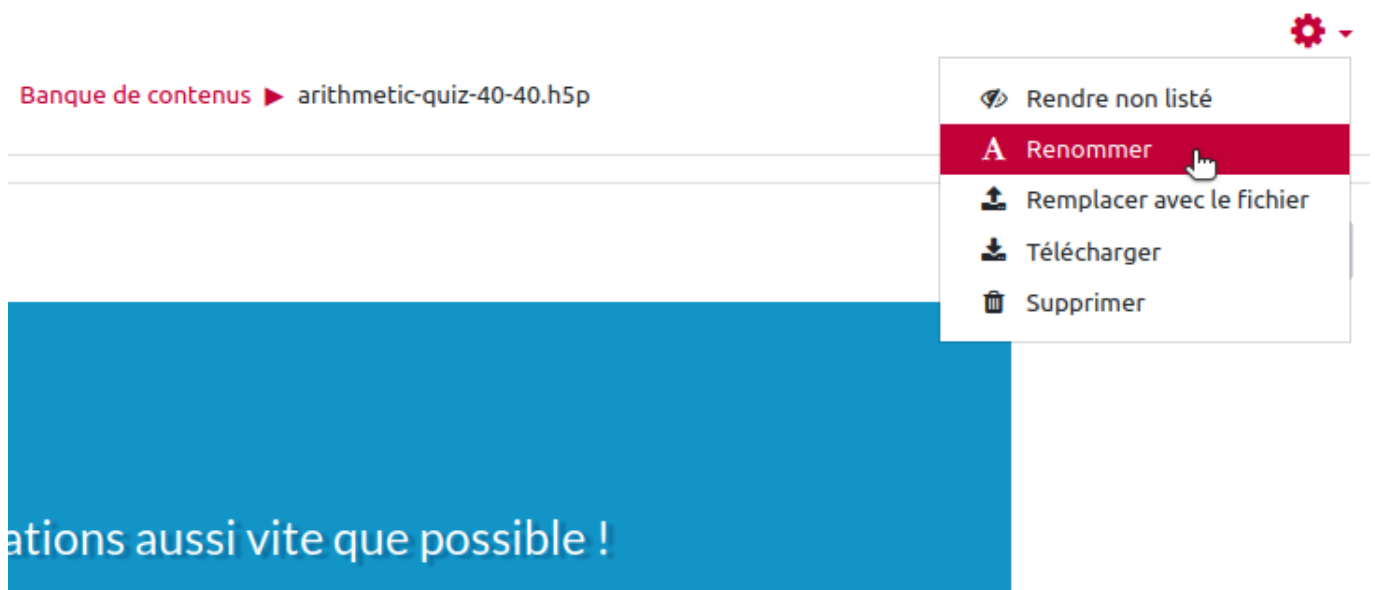 Banque de contenus ▶ arithmetic-quiz-40-40.h5p
Rendre non listé
Renommer
Remplacer avec le fichier
Télécharger
Supprimer
ations aussi vite que possible !